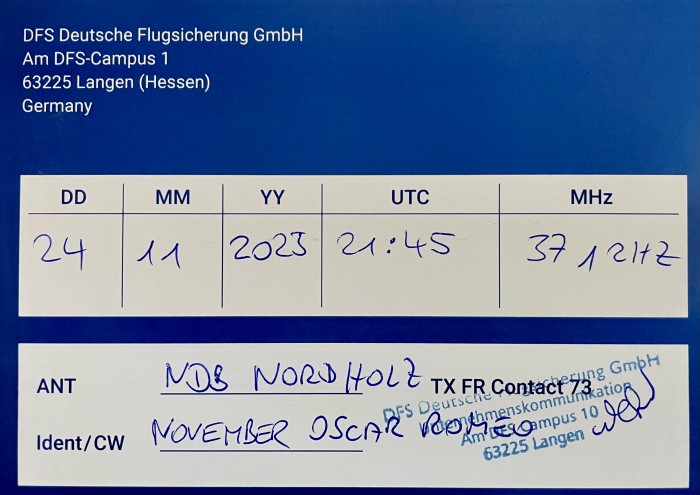 DFS Deutsche Flugsicherung GmbH
Am DFS-Campus 1
63225 Langen (Hessen)
Germany
DD MM YY UTC MHz
24 11 2023 21:45 371 kHz
ANT NDB NORDHOLZ TX FR Contact 73
Ident/CW NOVEMBER OSCAR ROMEO
DFS Deutsche Flugsicherung GmbH
Unternehmenskommunikation
Am DFS-Campus 10
63225 Langen